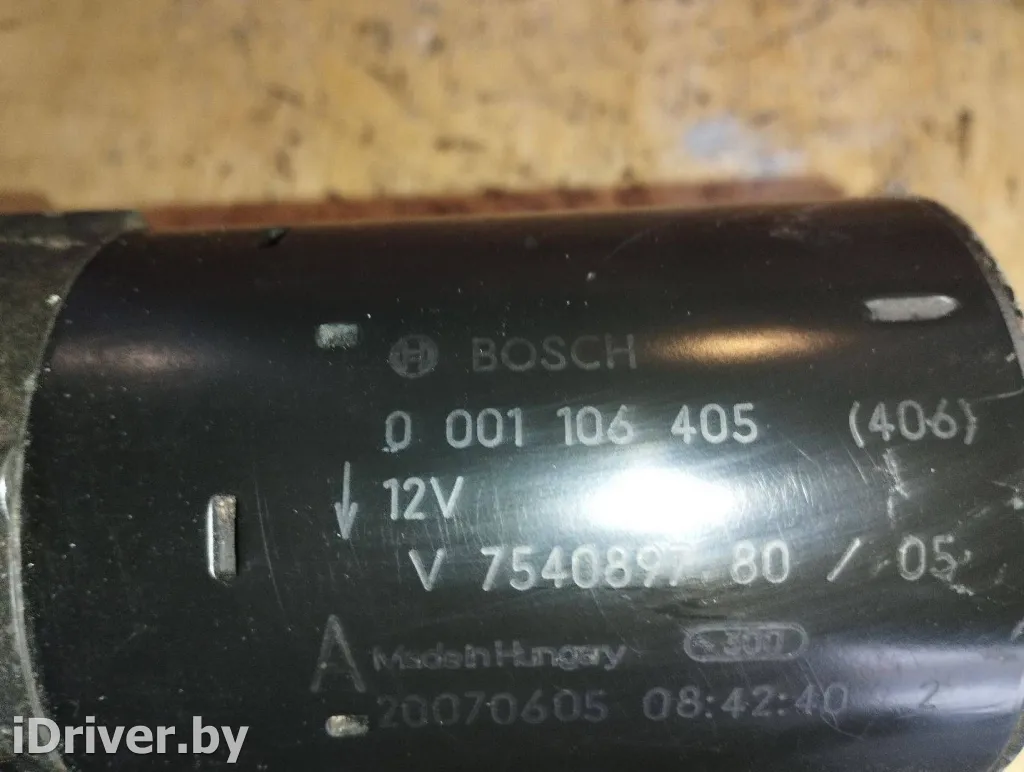 BOSCH
0 001 106 405 (406)
12V
V 7540897 80 / 05
A Made in Hungary
20070605 08:42:40 2
iDriver.by